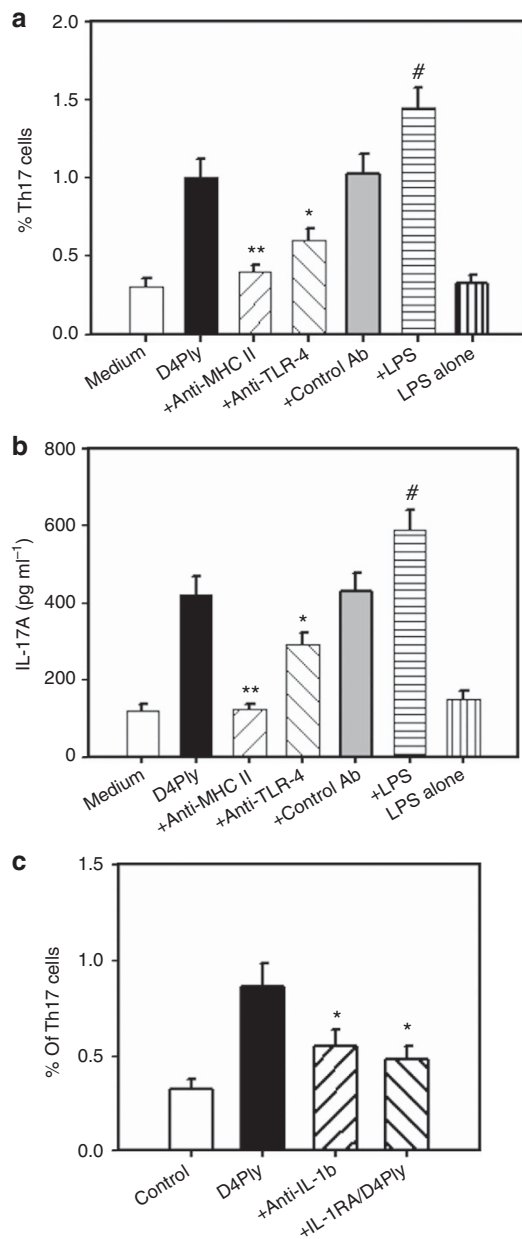 a
% Th17 cells
2.0
1.5
1.0
0.5
0.0
**
*
#
Medium
D4Ply
+Anti-MHC II
+Anti-TLR-4
+Control Ab
+LPS
LPS alone
b
IL-17A (pg ml⁻¹)
800
600
400
200
0
**
*
#
Medium
D4Ply
+Anti-MHC II
+Anti-TLR-4
+Control Ab
+LPS
LPS alone
c
% Of Th17 cells
1.5
1.0
0.5
0.0
*
*
Control
D4Ply
+Anti-IL-1b
+IL-1RA/D4Ply